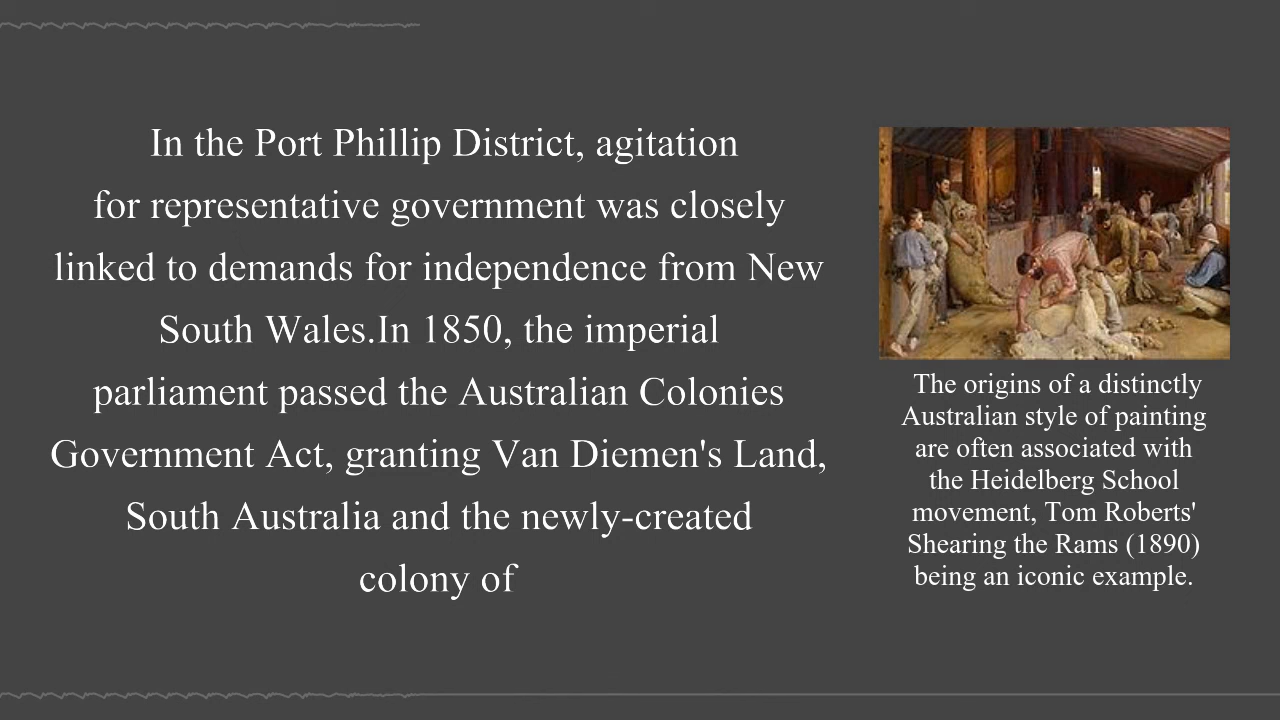 In the Port Phillip District, agitation
for representative government was closely
linked to demands for independence from New
South Wales.In 1850, the imperial
parliament passed the Australian Colonies
Government Act, granting Van Diemen's Land,
South Australia and the newly-created
colony of
The origins of a distinctly
Australian style of painting
are often associated with
the Heidelberg School
movement, Tom Roberts'
Shearing the Rams (1890)
being an iconic example.